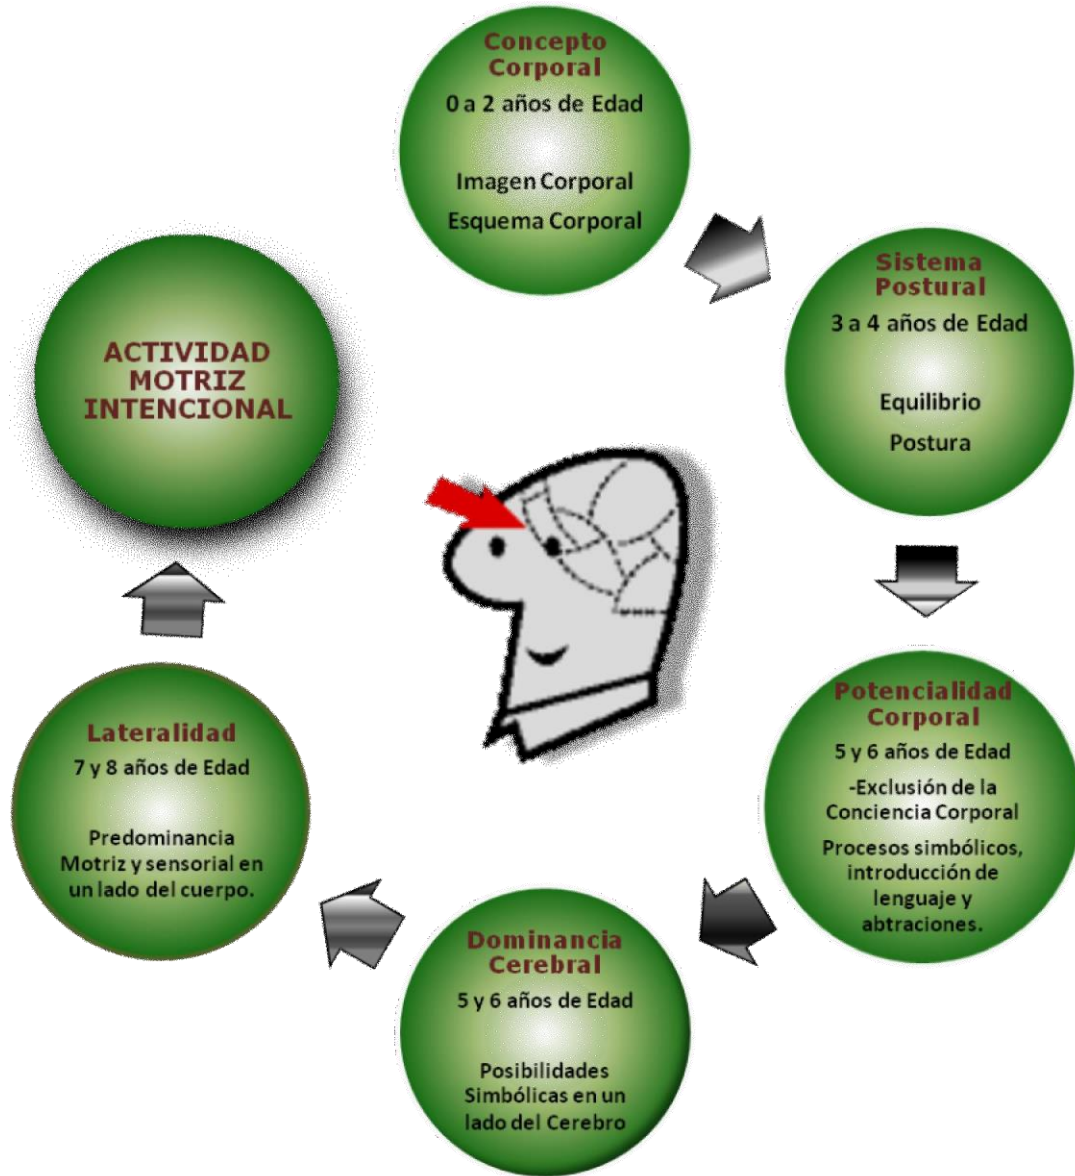 Concepto
Corporal
0 a 2 años de Edad
Imagen Corporal
Esquema Corporal
Sistema
Postural
3 a 4 años de Edad
Equilibrio
Postura
Potencialidad
Corporal
5 y 6 años de Edad
-Exclusión de la
Conciencia Corporal
Procesos simbólicos,
introducción de
lenguaje y
abtraciones.
Dominancia
Cerebral
5 y 6 años de Edad
Posibilidades
Simbólicas en un
lado del Cerebro
Lateralidad
7 y 8 años de Edad
Predominancia
Motriz y sensorial en
un lado del cuerpo.
ACTIVIDAD
MOTRIZ
INTENCIONAL